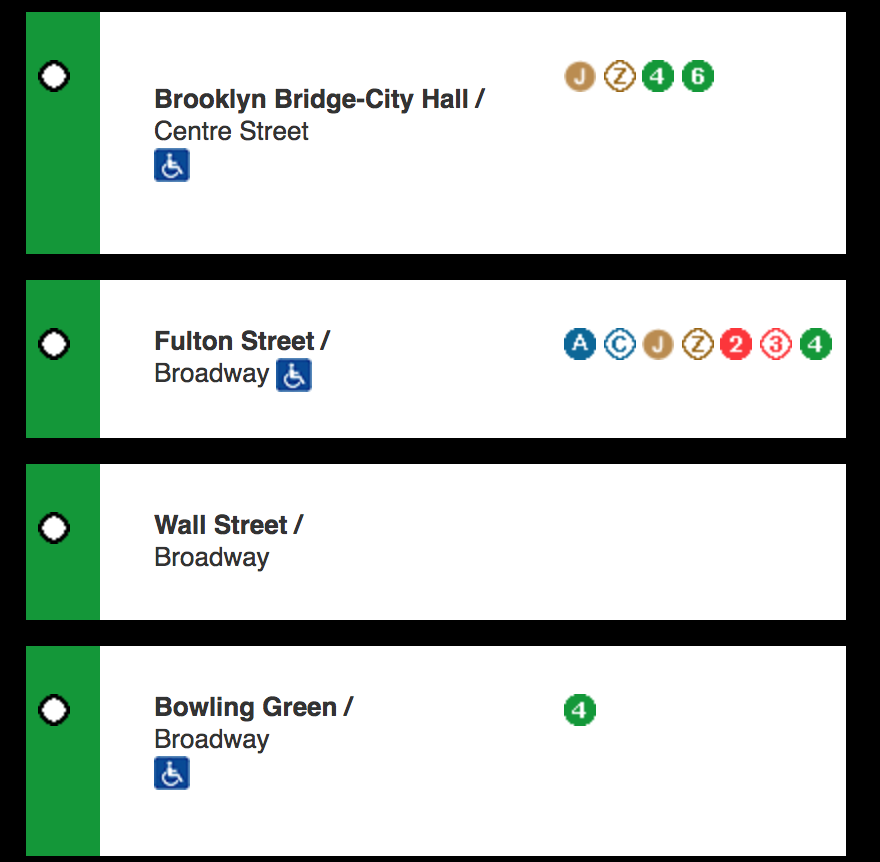 Brooklyn Bridge-City Hall / J Z 4 6
Centre Street
Fulton Street / A C J Z 2 3 4
Broadway
Wall Street /
Broadway
Bowling Green / 4
Broadway